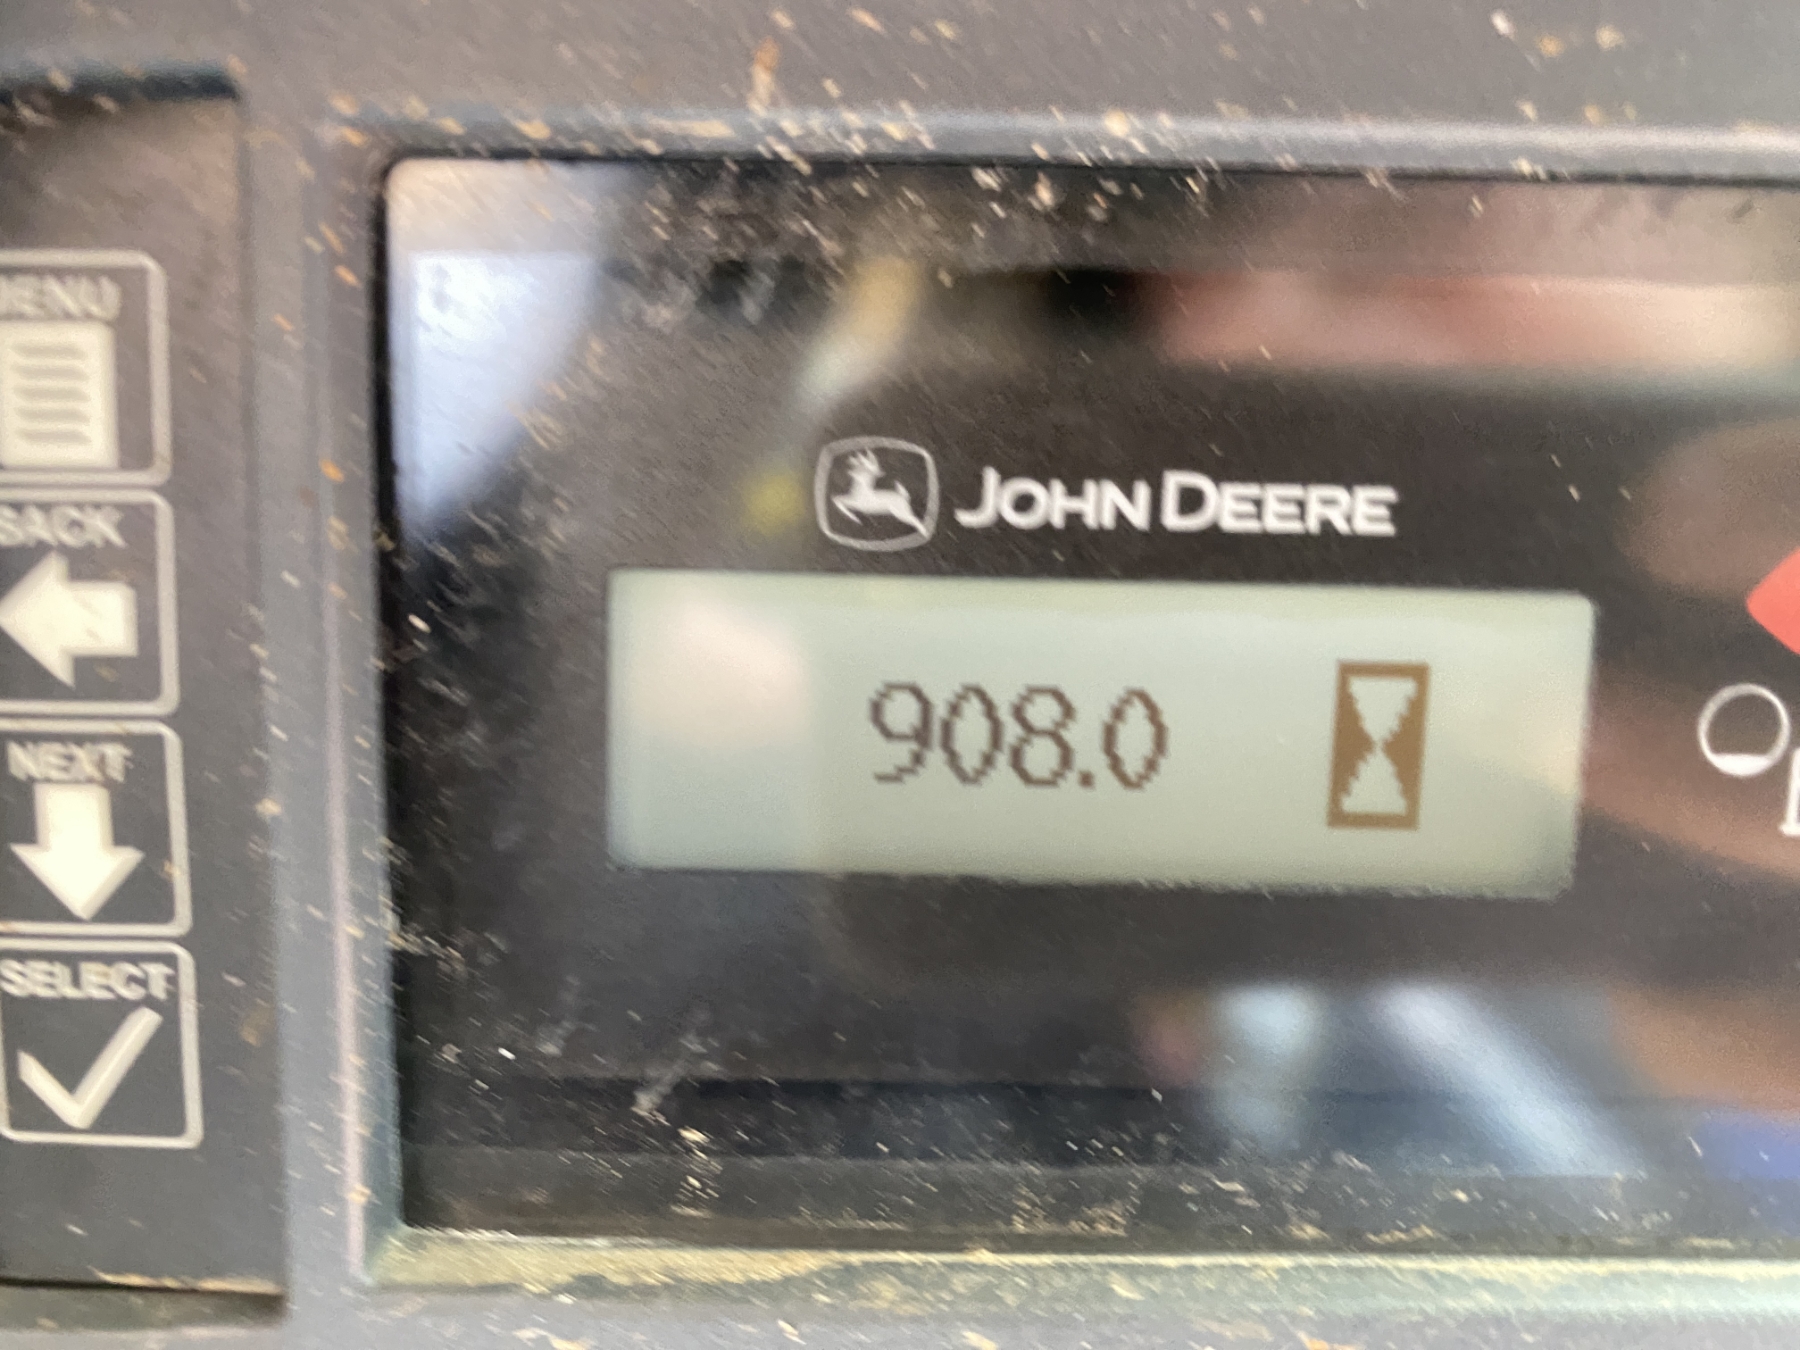 MENU
BACK
NEXT
SELECT
JOHN DEERE
908.0